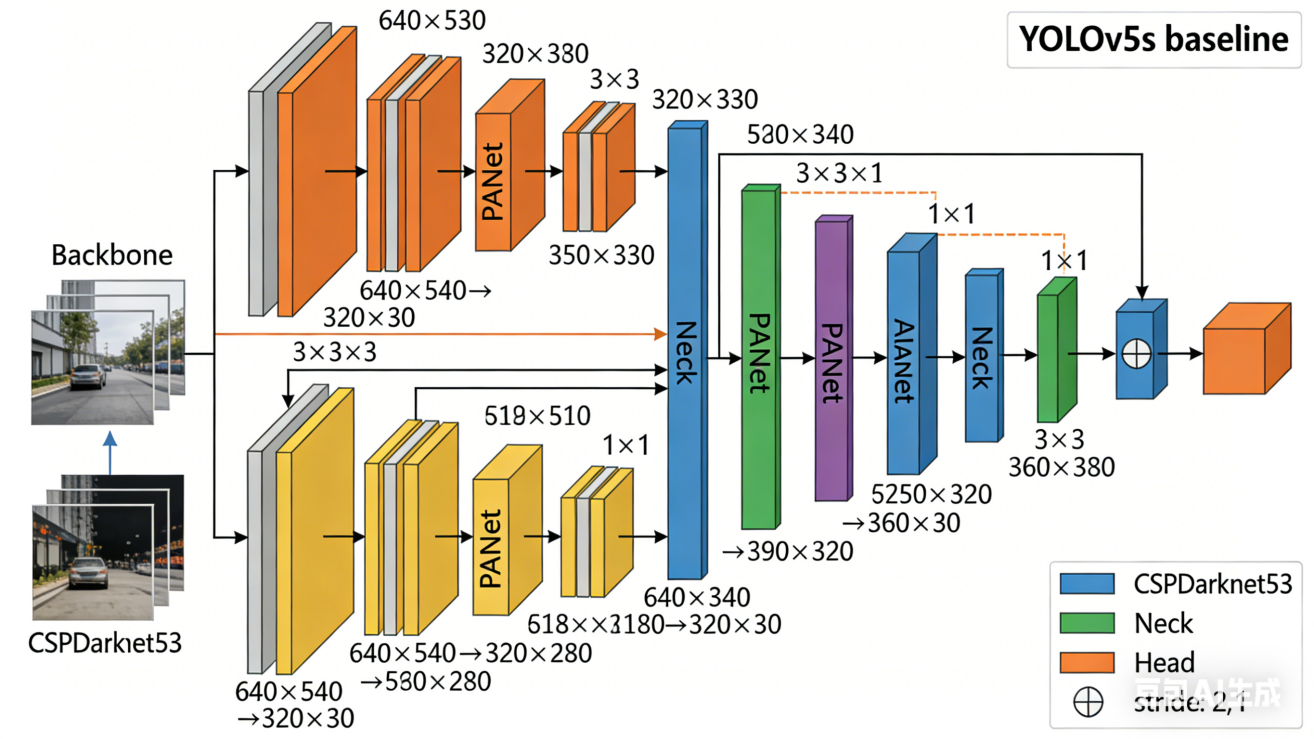 YOLOv5s baseline
640×530
320×380
3×3
320×330
530×340
3×3×1
1×1
1×1
PANet
350×330
640×540→
320×30
Backbone
3×3×3
Neck
PANet
PANet
AIANet
Neck
518×510
1×1
PANet
3×3
360×380
5250×320
→360×30
→390×320
CSPDarknet53
640×340
618××3180→320×30
640×540→320×280
→580×280
640×540
→320×30
CSPDarknet53
Neck
Head
stride: 2,1
豆包AI生成